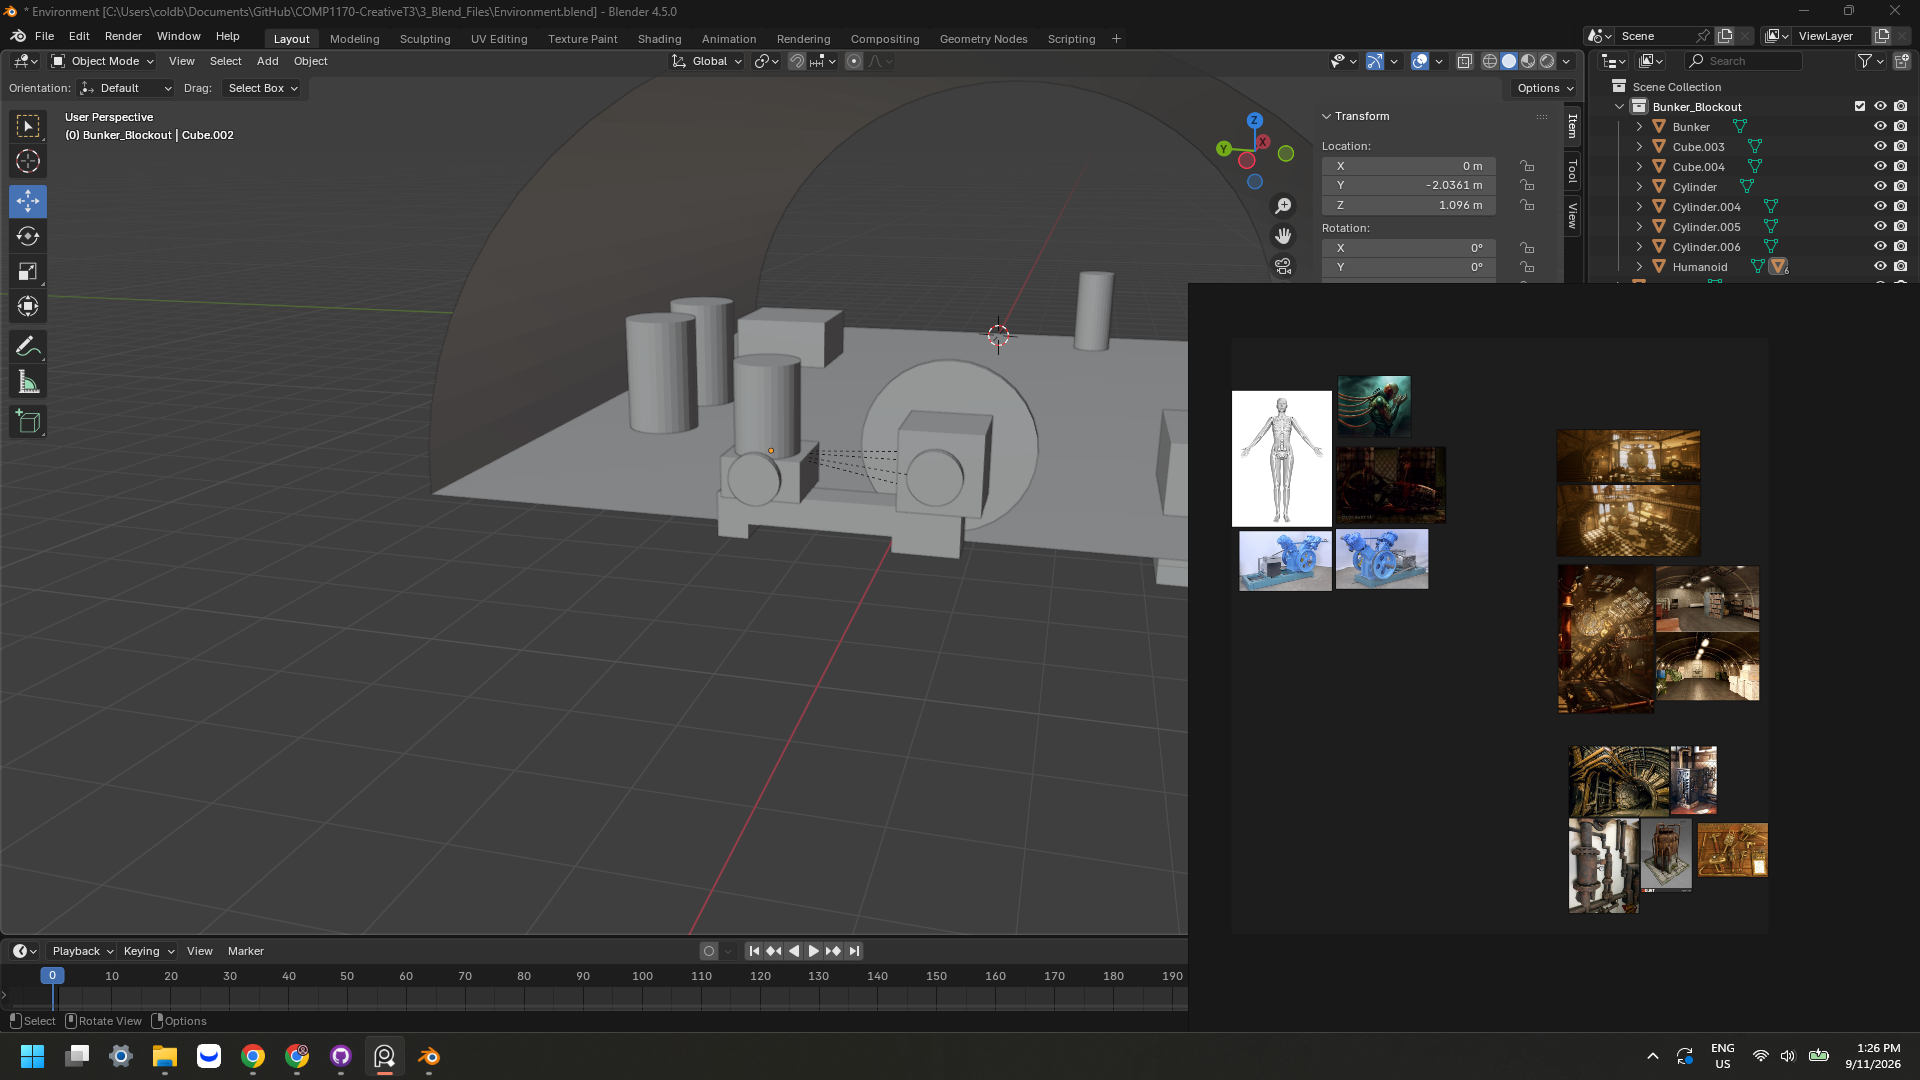 * Environment [C:\Users\coldb\Documents\GitHub\COMP1170-CreativeT3\3_Blend_Files\Environment.blend] - Blender 4.5.0
File Edit Render Window Help
Layout Modeling Sculpting UV Editing Texture Paint Shading Animation Rendering Compositing Geometry Nodes Scripting
Scene ViewLayer
Object Mode View Select Add Object
Global
Search
Orientation: Default Drag: Select Box
Options
Scene Collection
Bunker_Blockout
Bunker
Cube.003
Cube.004
Cylinder
Cylinder.004
Cylinder.005
Cylinder.006
Humanoid 6
User Perspective
(0) Bunker_Blockout | Cube.002
Z
Y
X
Transform
Location:
X 0 m
Y -2.0361 m
Z 1.096 m
Rotation:
X 0°
Y 0°
Item
Tool
View
Playback Keying View Marker
0 10 20 30 40 50 60 70 80 90 100 110 120 130 140 150 160 170 180 190
Select Rotate View Options
ENG
US
1:26 PM
9/11/2026